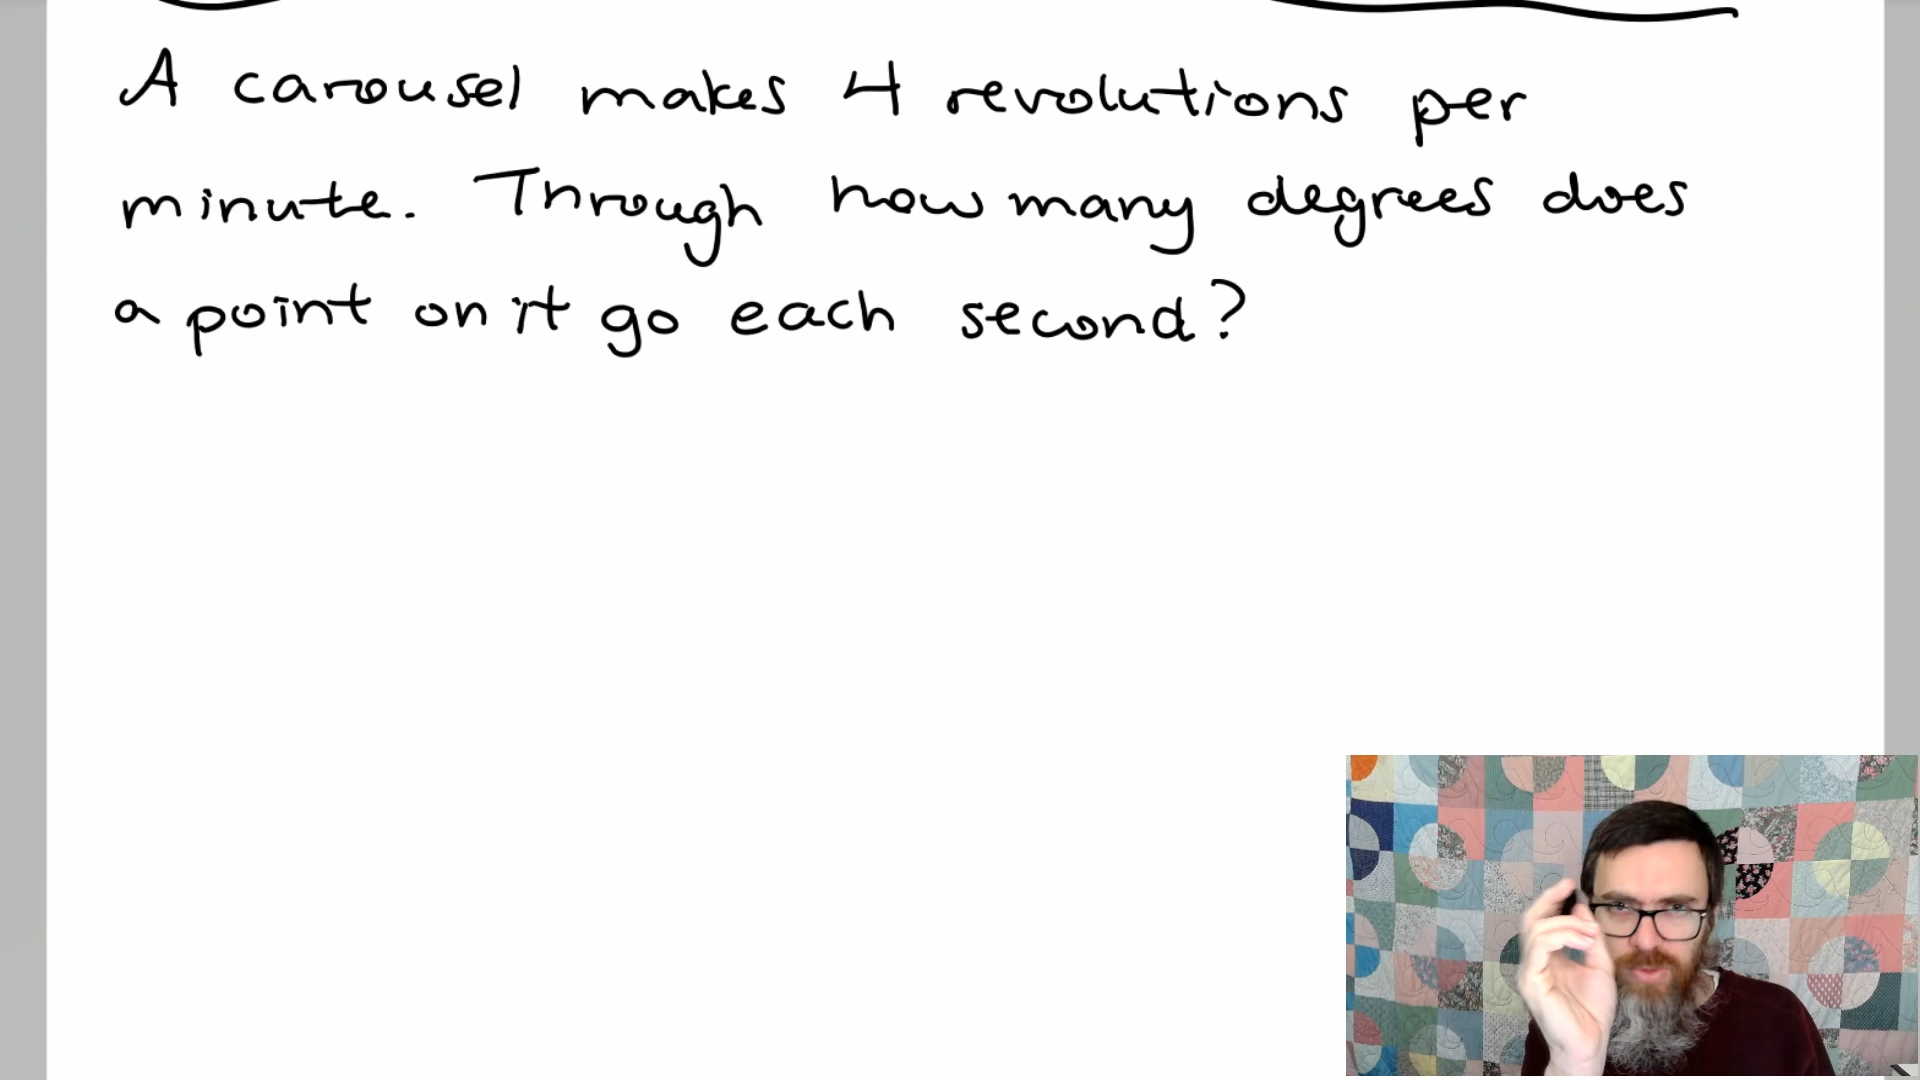 A carousel makes 4 revolutions per
minute. Through how many degrees does
a point on it go each second?